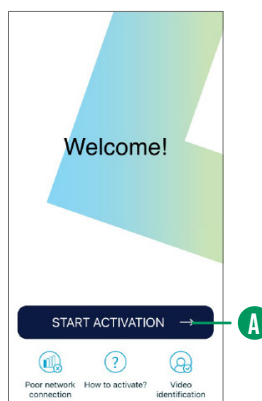 Welcome!
START ACTIVATION →
A
?
Poor network
connection
How to activate?
Video
identification